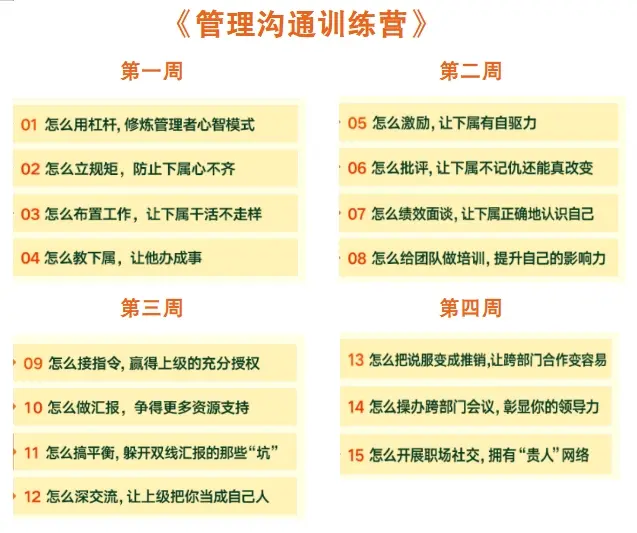 《管理沟通训练营》
第一周
01 怎么用杠杆, 修炼管理者心智模式
02 怎么立规矩，防止下属心不齐
03 怎么布置工作，让下属干活不走样
04 怎么教下属，让他办成事
第二周
05 怎么激励, 让下属有自驱力
06 怎么批评, 让下属不记仇还能真改变
07 怎么绩效面谈, 让下属正确地认识自己
08 怎么给团队做培训, 提升自己的影响力
第三周
09 怎么接指令, 赢得上级的充分授权
10 怎么做汇报，争得更多资源支持
11 怎么搞平衡, 躲开双线汇报的那些“坑”
12 怎么深交流, 让上级把你当成自己人
第四周
13 怎么把说服变成推销,让跨部门合作变容易
14 怎么操办跨部门会议, 彰显你的领导力
15 怎么开展职场社交, 拥有“贵人”网络